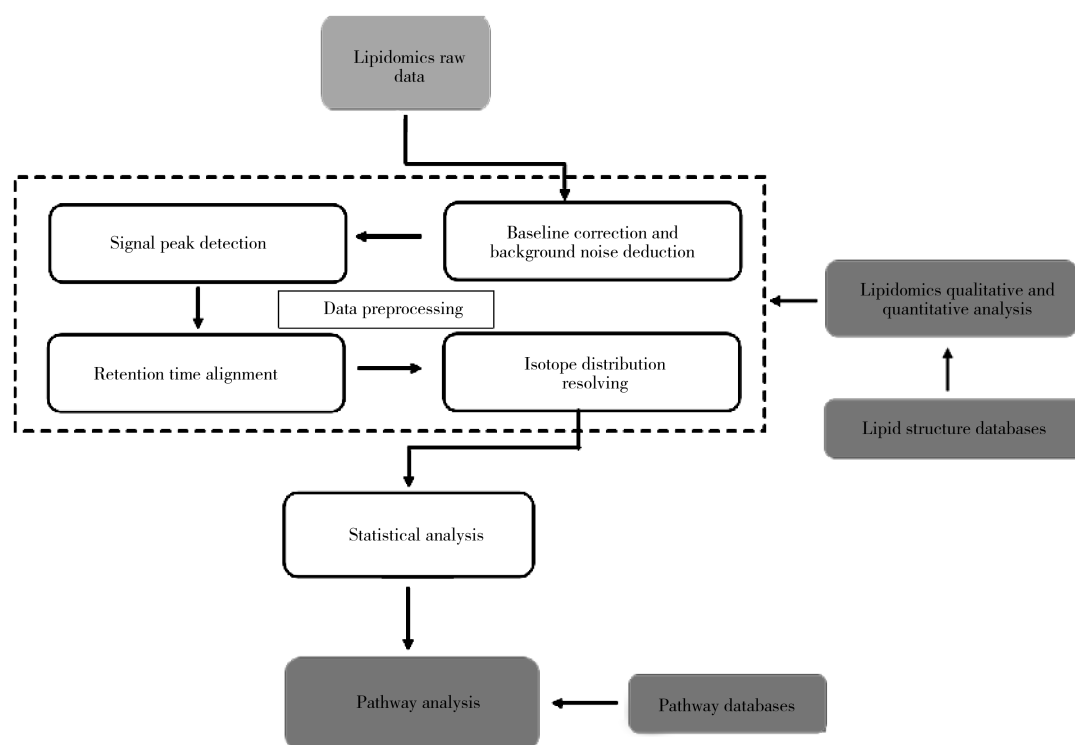 Lipidomics raw
data
Baseline correction and
background noise deduction
Signal peak detection
Data preprocessing
Retention time alignment
Isotope distribution
resolving
Lipidomics qualitative and
quantitative analysis
Lipid structure databases
Statistical analysis
Pathway analysis
Pathway databases